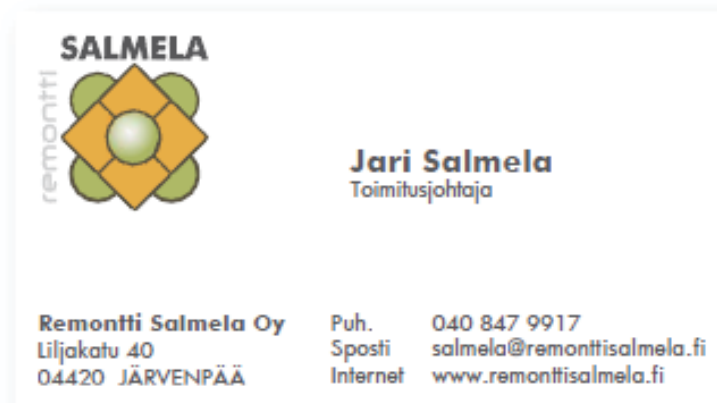 SALMELA
remontti
Jari Salmela
Toimitusjohtaja
Remontti Salmela Oy
Liljakatu 40
04420 JÄRVENPÄÄ
Puh. 040 847 9917
Sposti salmela@remonttisalmela.fi
Internet www.remonttisalmela.fi